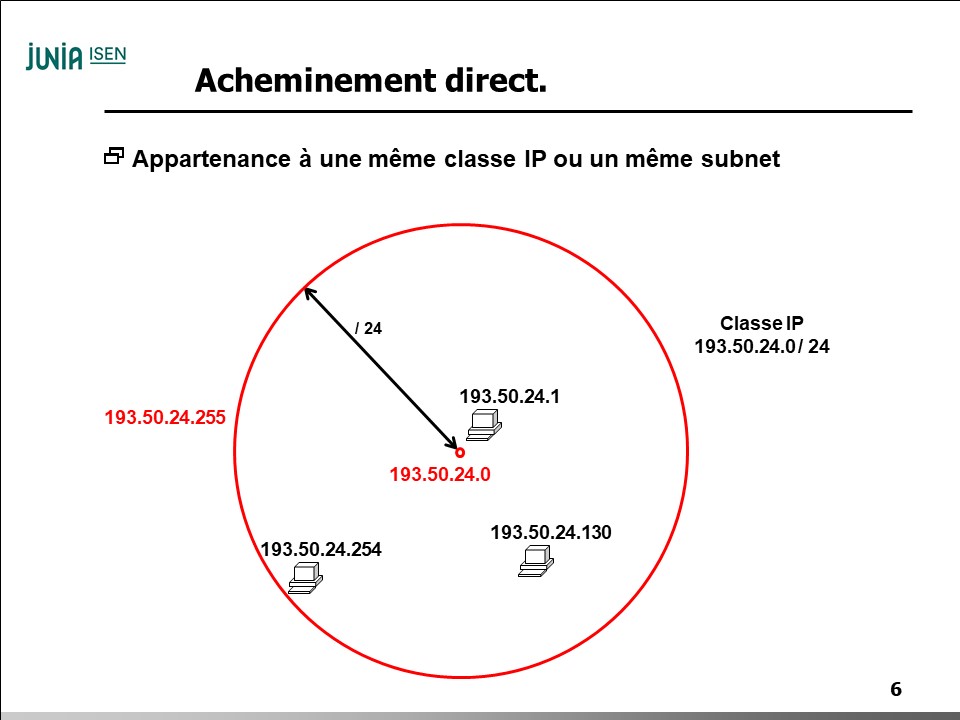 JUNIA ISEN
Acheminement direct.
Appartenance à une même classe IP ou un même subnet
/ 24
Classe IP
193.50.24.0 / 24
193.50.24.1
193.50.24.255
193.50.24.0
193.50.24.130
193.50.24.254
6